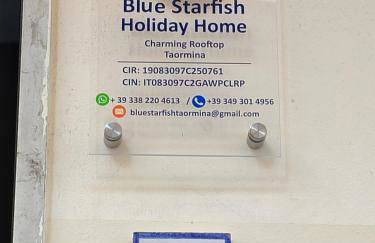 Blue Starfish
Holiday Home
Charming Rooftop
Taormina
CIR: 19083097C250761
CIN: IT083097C2GAWPCLRP
+ 39 338 220 4613 / +39 349 301 4956
bluestarfishtaormina@gmail.com